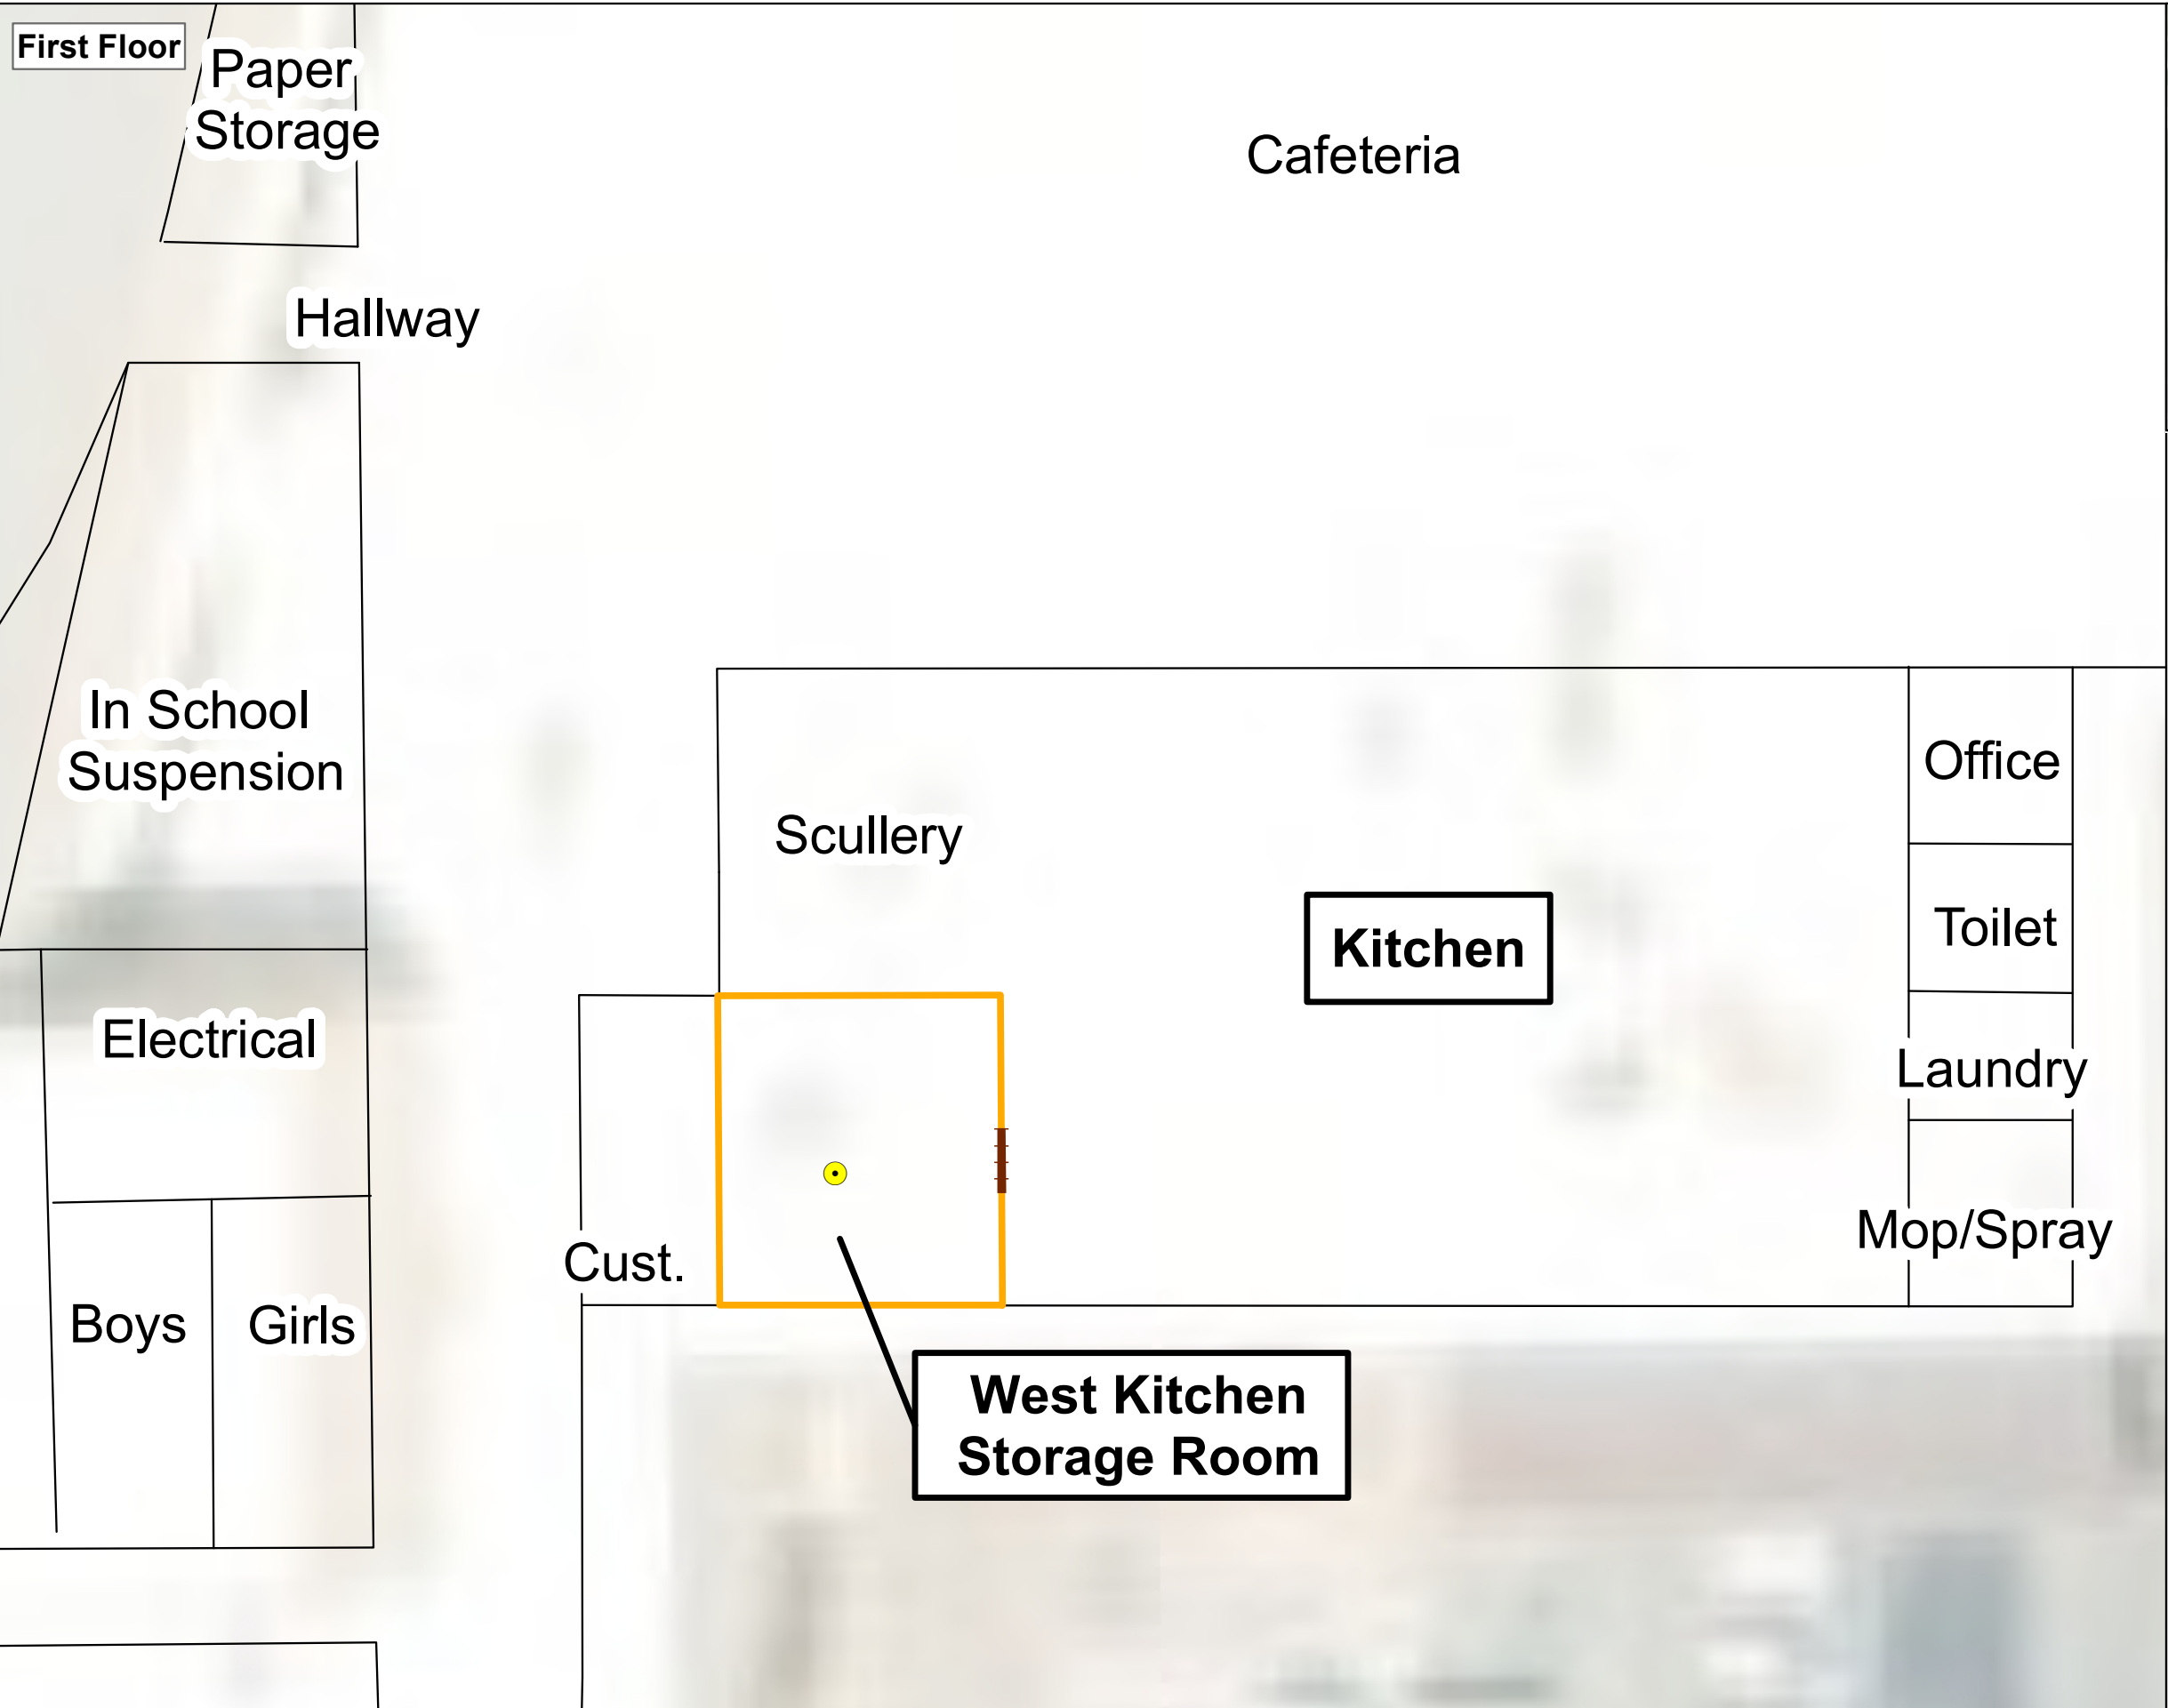 First Floor
Paper
Storage
Cafeteria
Hallway
In School
Suspension
Office
Scullery
Toilet
Kitchen
Electrical
Laundry
Mop/Spray
Cust.
Boys
Girls
West Kitchen
Storage Room